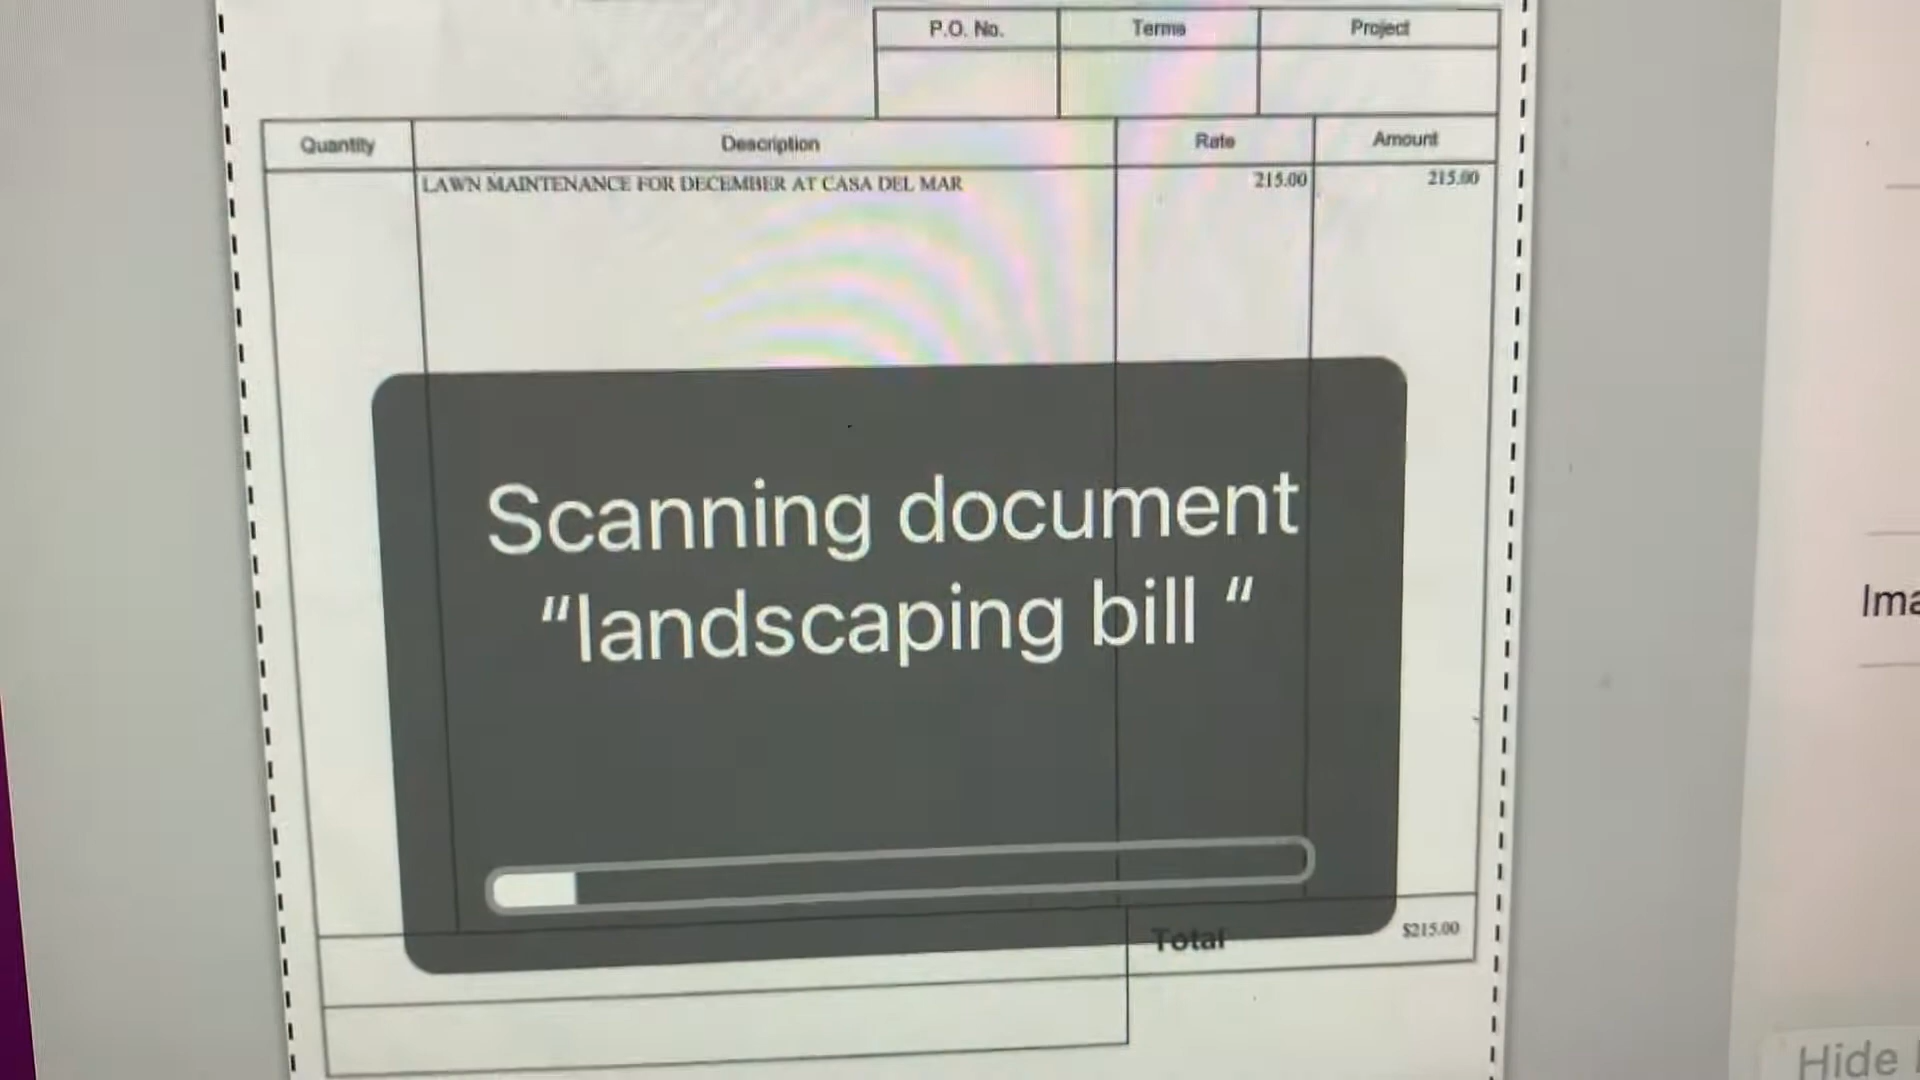 P.O. No. Terms Project
Quantity Description Rate Amount
LAWN MAINTENANCE FOR DECEMBER AT CASA DEL MAR 215.00 215.00
Scanning document
"landscaping bill "
Total $215.00
Hide